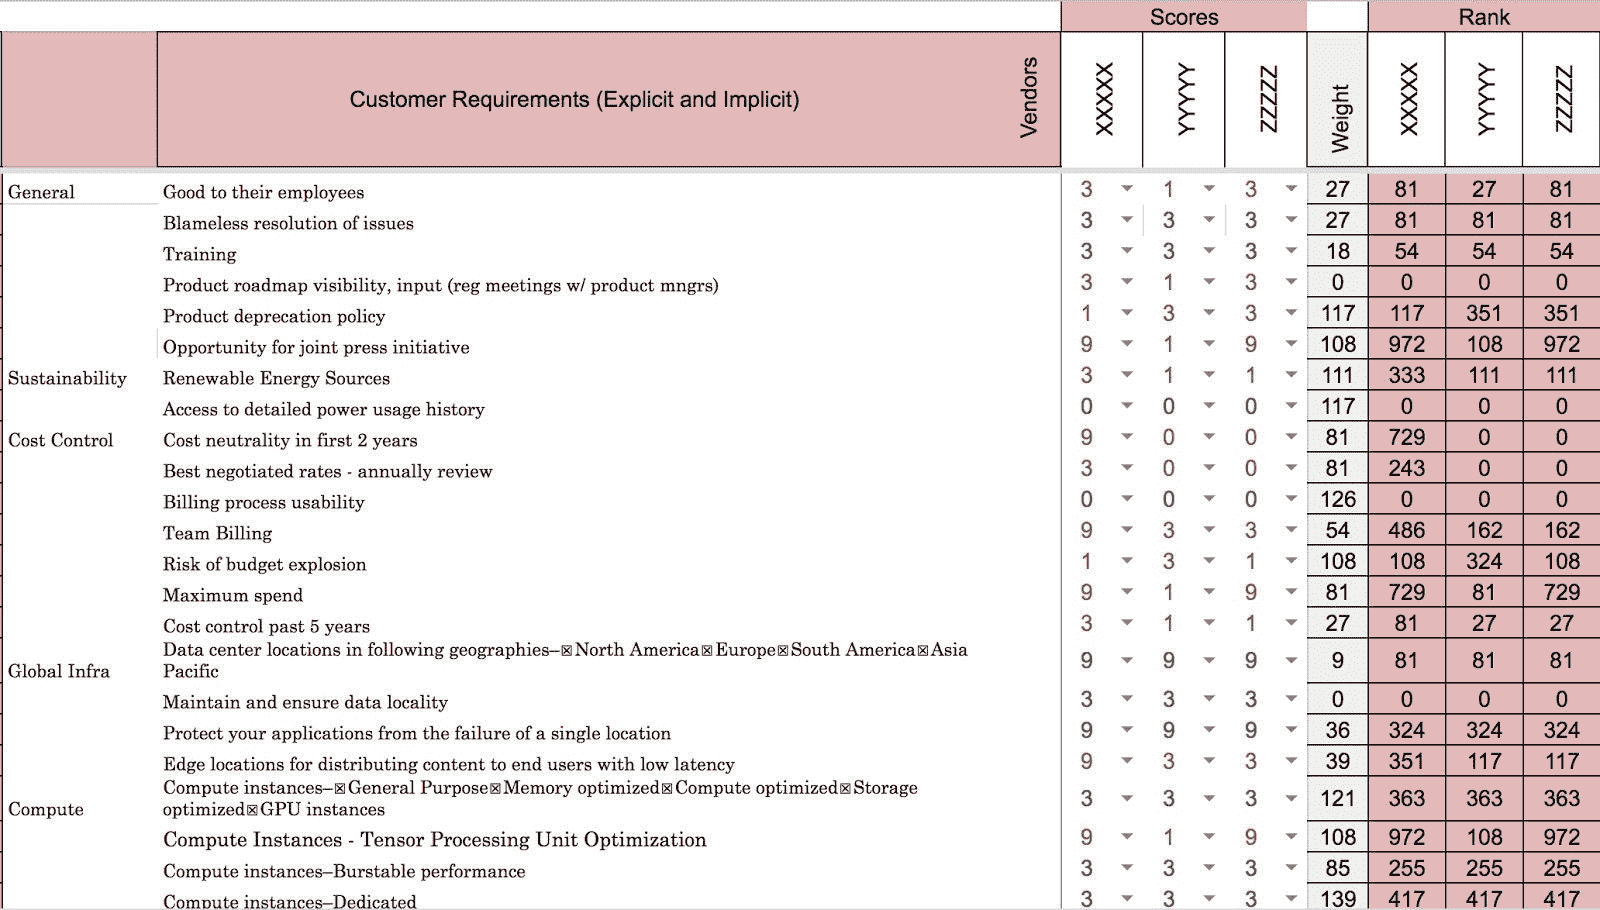 Scores Rank
Customer Requirements (Explicit and Implicit) Vendors XXXXX YYYYY ZZZZZ Weight XXXXX YYYYY ZZZZZ
General Good to their employees 3 1 3 27 81 27 81
Blameless resolution of issues 3 3 3 27 81 81 81
Training 3 3 3 18 54 54 54
Product roadmap visibility, input (reg meetings w/ product mngrs) 3 1 3 0 0 0 0
Product deprecation policy 1 3 3 117 117 351 351
Opportunity for joint press initiative 9 1 9 108 972 108 972
Sustainability Renewable Energy Sources 3 1 1 111 333 111 111
Access to detailed power usage history 0 0 0 117 0 0 0
Cost Control Cost neutrality in first 2 years 9 0 0 81 729 0 0
Best negotiated rates - annually review 3 0 0 81 243 0 0
Billing process usability 0 0 0 126 0 0 0
Team Billing 9 3 3 54 486 162 162
Risk of budget explosion 1 3 1 108 108 324 108
Maximum spend 9 1 9 81 729 81 729
Cost control past 5 years 3 1 1 27 81 27 27
Data center locations in following geographies–☒North America☒Europe☒South America☒Asia
Global Infra Pacific 9 9 9 9 81 81 81
Maintain and ensure data locality 3 3 3 0 0 0 0
Protect your applications from the failure of a single location 9 9 9 36 324 324 324
Edge locations for distributing content to end users with low latency 9 3 3 39 351 117 117
Compute instances–☒General Purpose☒Memory optimized☒Compute optimized☒Storage
Compute optimized☒GPU instances 3 3 3 121 363 363 363
Compute Instances - Tensor Processing Unit Optimization 9 1 9 108 972 108 972
Compute instances–Burstable performance 3 3 3 85 255 255 255
Compute instances–Dedicated 3 3 3 139 417 417 417